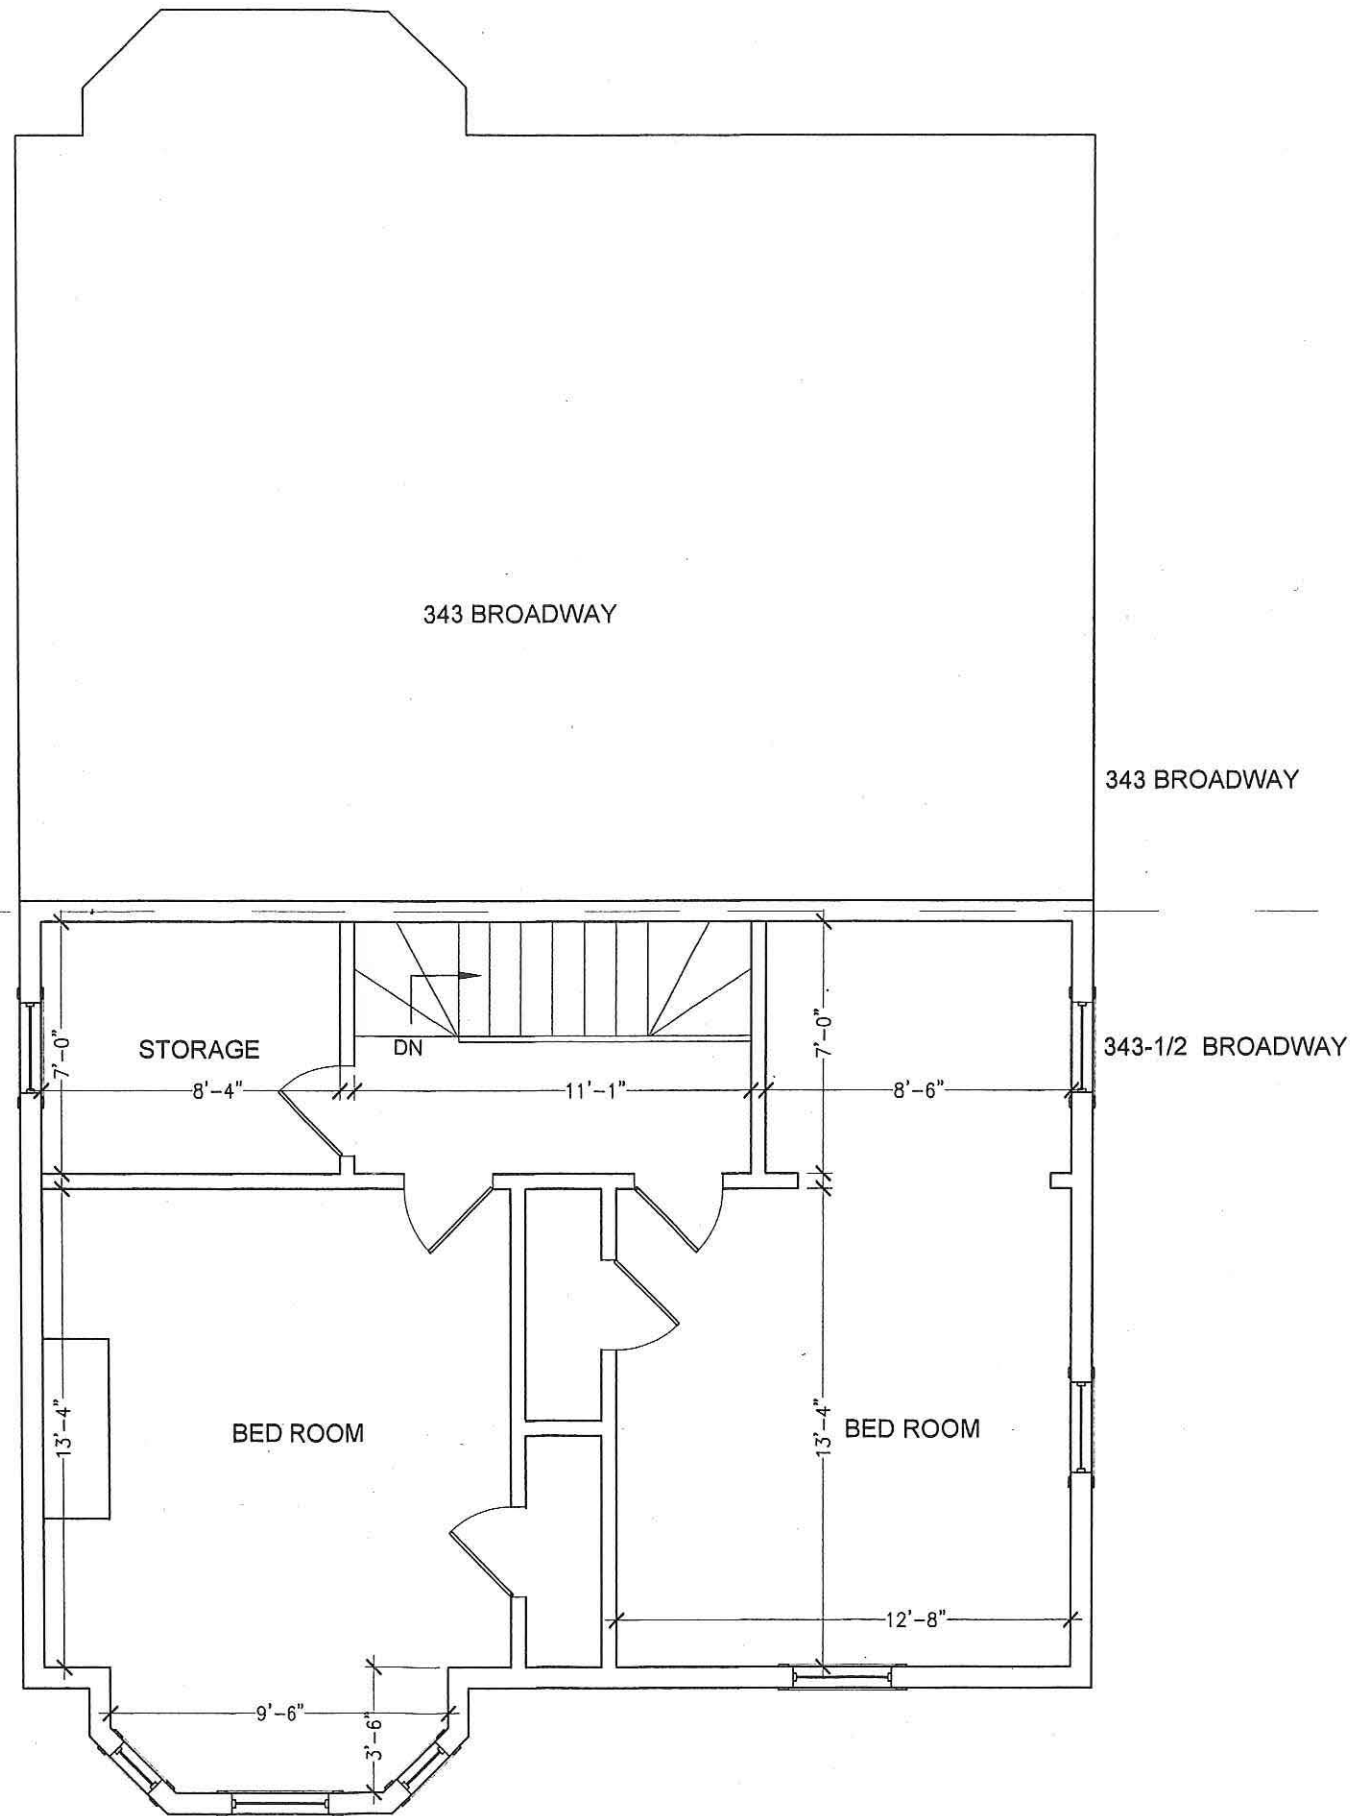 343 BROADWAY
343 BROADWAY
7'-0"
STORAGE
8'-4"
DN
11'-1"
7'-0"
8'-6"
343-1/2 BROADWAY
13'-4"
BED ROOM
13'-4"
BED ROOM
12'-8"
9'-6"
3'-6"